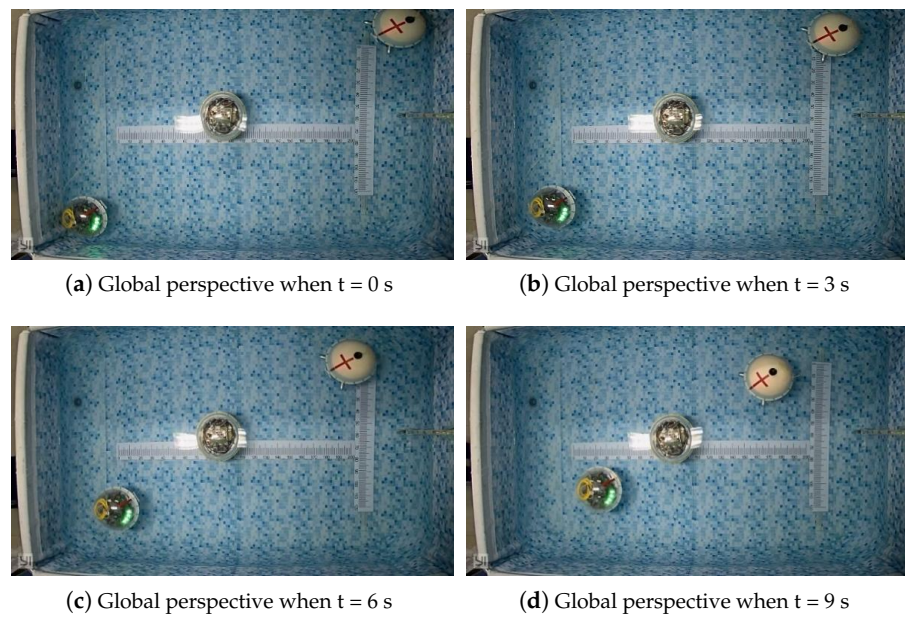 (a) Global perspective when t = 0 s
(b) Global perspective when t = 3 s
(c) Global perspective when t = 6 s
(d) Global perspective when t = 9 s